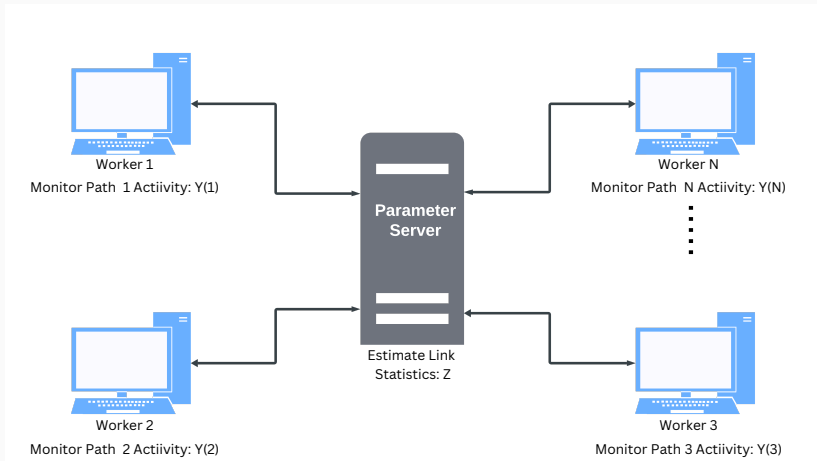 Worker 1
Monitor Path 1 Actiivity: Y(1)
Worker N
Monitor Path N Actiivity: Y(N)
Parameter
Server
Estimate Link
Statistics: Z
Worker 2
Monitor Path 2 Actiivity: Y(2)
Worker 3
Monitor Path 3 Actiivity: Y(3)